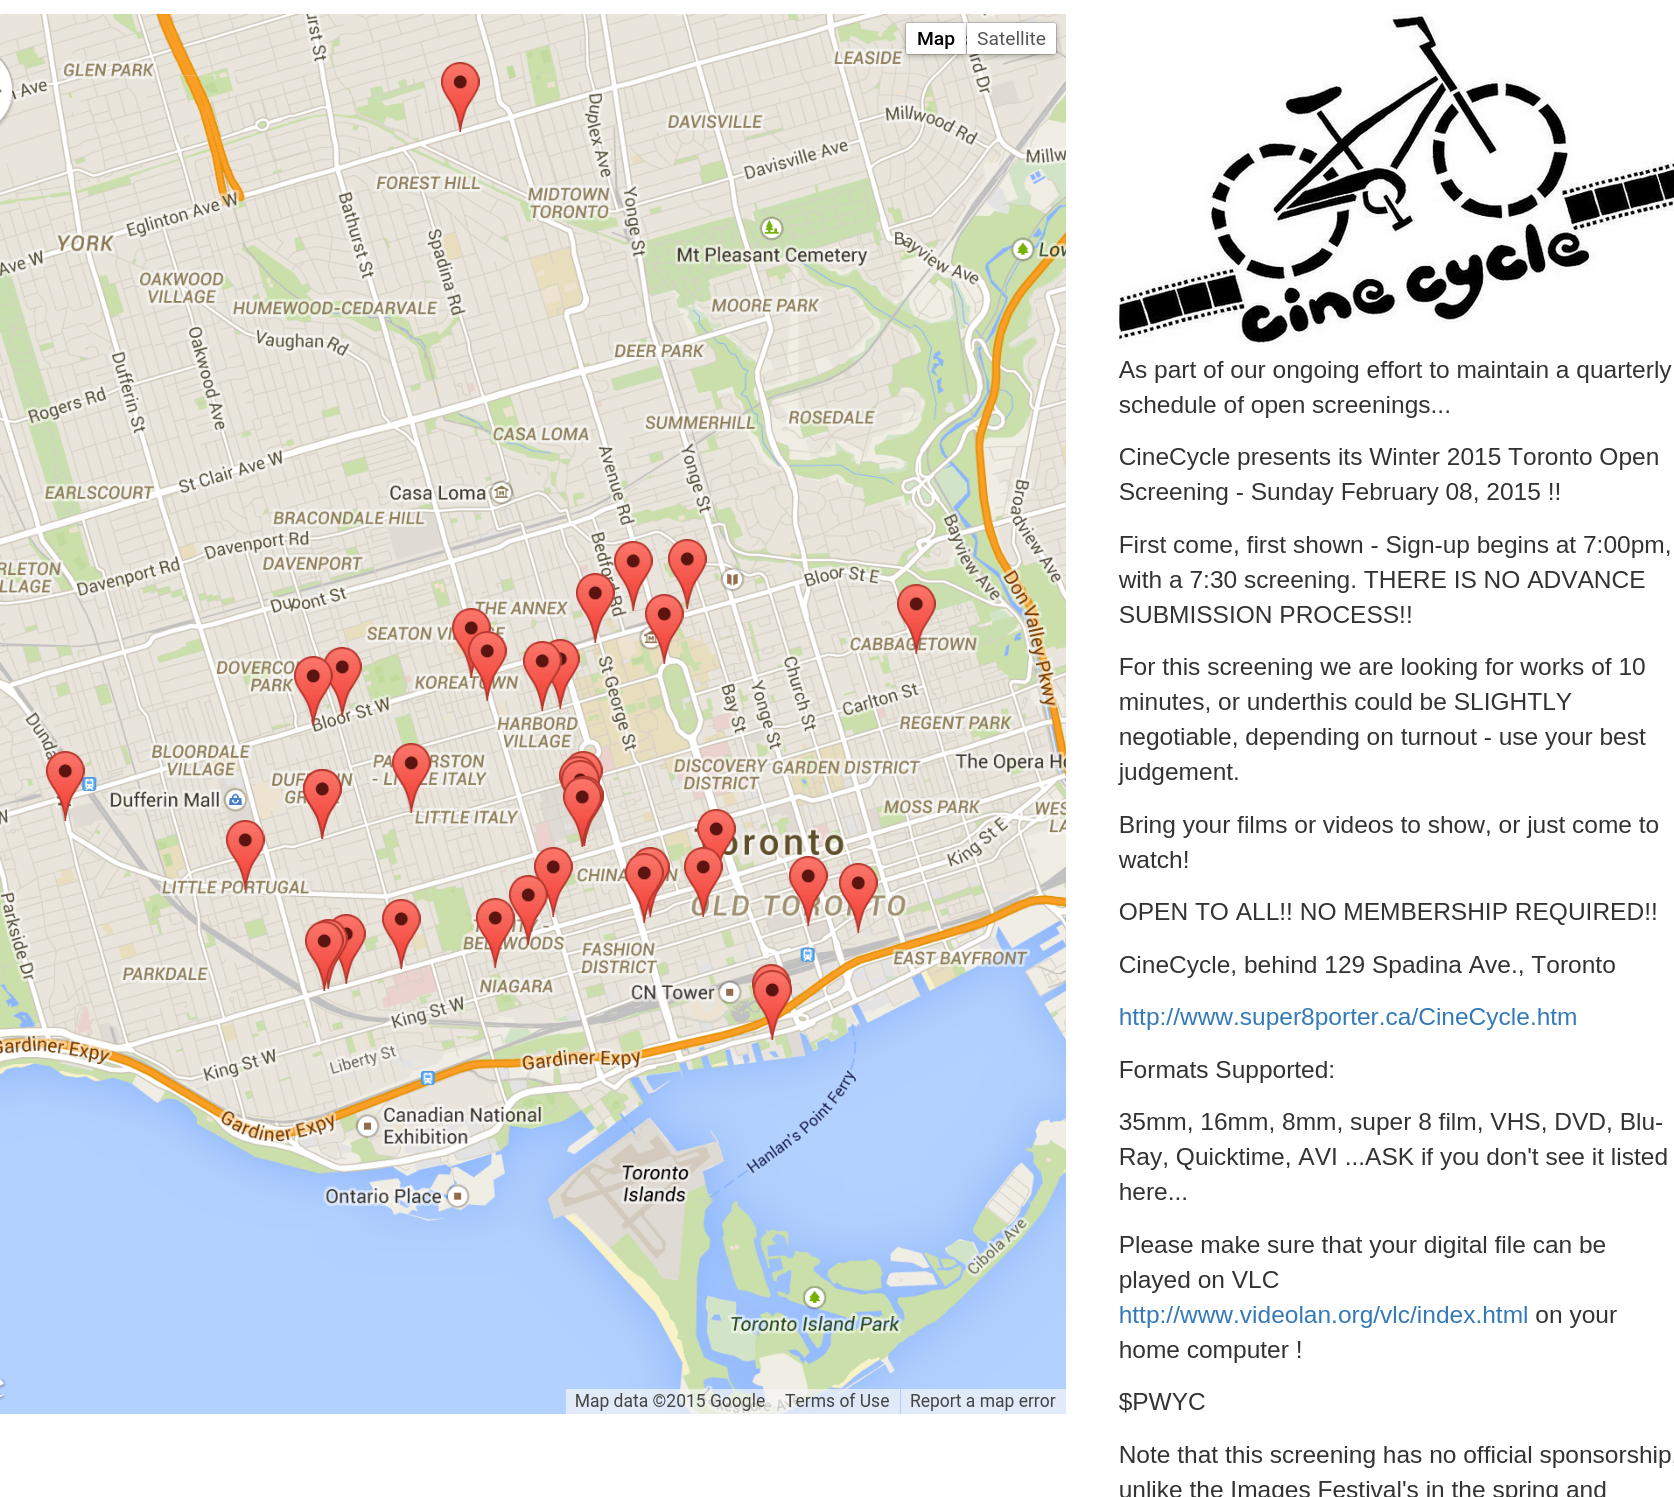 Map
Satellite
GLEN PARK
LEASIDE
DAVISVILLE
Duplex Ave
Millwood Rd
Davisville Ave
FOREST HILL
MIDTOWN
TORONTO
Eglinton Ave W
YORK
Bathurst St
Spadina Rd
Yonge St
Mt Pleasant Cemetery
Bayview Ave
OAKWOOD
VILLAGE
HUMEWOOD-CEDARVALE
MOORE PARK
Oakwood Ave
Vaughan Rd
DEER PARK
Dufferin St
Rogers Rd
CASA LOMA
SUMMERHILL
ROSEDALE
Avenue Rd
Yonge St
St Clair Ave W
EARLSCOURT
Casa Loma
Broadview Ave
BRACONDALE HILL
Davenport Rd
DAVENPORT
Davenport Rd
Bayview Ave
Bloor St E
Don Valley Pkwy
Dupont St
THE ANNEX
Bedford Rd
CABBAGETOWN
KOREATOWN
PARK
Bloor St W
St George St
Church St
Bay St
Yonge St
Carlton St
HARBORD
VILLAGE
REGENT PARK
BLOORDALE
VILLAGE
DISCOVERY
DISTRICT
GARDEN DISTRICT
The Opera Ho
Dufferin Mall
LITTLE ITALY
MOSS PARK
King St E
LITTLE PORTUGAL
Parkside Dr
FASHION
DISTRICT
EAST BAYFRONT
PARKDALE
NIAGARA
CN Tower
King St W
Gardiner Expy
King St W
Liberty St
Gardiner Expy
Gardiner Expy
Canadian National
Exhibition
Hanlan's Point Ferry
Toronto
Islands
Ontario Place
Cibola Ave
Toronto Island Park
Map data ©2015 Google
Terms of Use
Report a map error
cine cycle
As part of our ongoing effort to maintain a quarterly
schedule of open screenings...
CineCycle presents its Winter 2015 Toronto Open
Screening - Sunday February 08, 2015 !!
First come, first shown - Sign-up begins at 7:00pm,
with a 7:30 screening. THERE IS NO ADVANCE
SUBMISSION PROCESS!!
For this screening we are looking for works of 10
minutes, or underthis could be SLIGHTLY
negotiable, depending on turnout - use your best
judgement.
Bring your films or videos to show, or just come to
watch!
OPEN TO ALL!! NO MEMBERSHIP REQUIRED!!
CineCycle, behind 129 Spadina Ave., Toronto
http://www.super8porter.ca/CineCycle.htm
Formats Supported:
35mm, 16mm, 8mm, super 8 film, VHS, DVD, Blu-
Ray, Quicktime, AVI ...ASK if you don't see it listed
here...
Please make sure that your digital file can be
played on VLC
http://www.videolan.org/vlc/index.html on your
home computer !
$PWYC
Note that this screening has no official sponsorship,
unlike the Images Festival's in the spring and